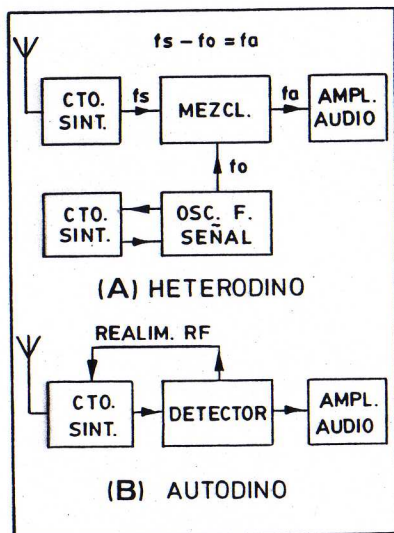 fs - fo = fa
CTO.
SINT.
fs
MEZCL.
fa
AMPL.
AUDIO
fo
CTO.
SINT.
OSC. F.
SEÑAL
(A) HETERODINO
REALIM. RF
CTO.
SINT.
DETECTOR
AMPL.
AUDIO
(B) AUTODINO